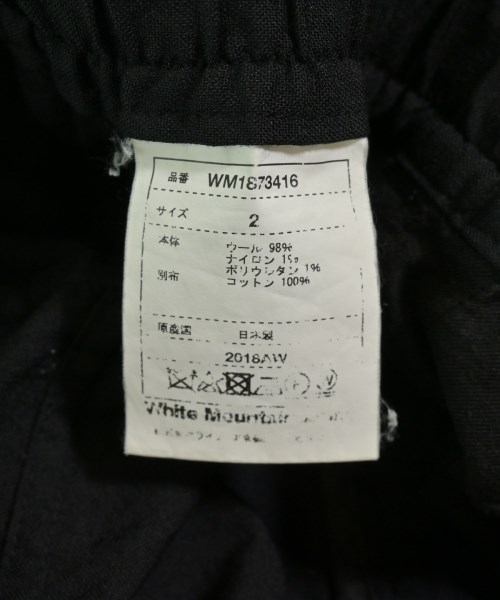 品番 WM1873416
サイズ 2
本体 ウール 98%
ナイロン 1%
ポリウレタン 1%
別布 コットン 100%
原産国 日本製
2018AW
White Mountain